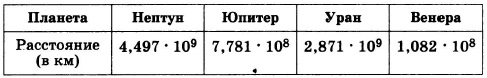 Планета Нептун Юпитер Уран Венера
Расстояние (в км) 4,497 · 10⁹ 7,781 · 10⁸ 2,871 · 10⁹ 1,082 · 10⁸